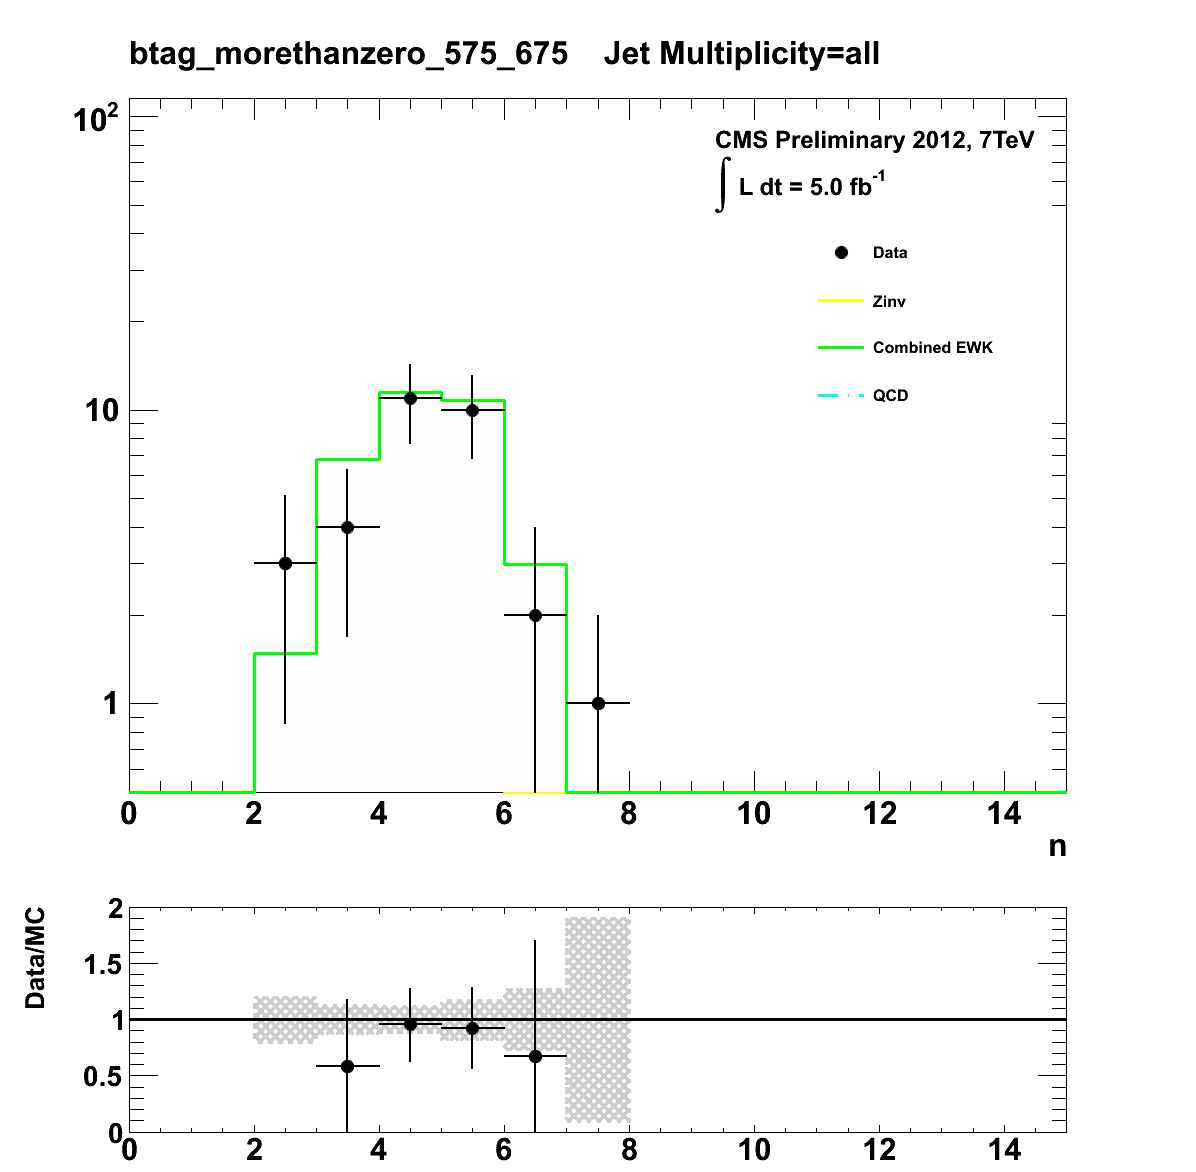 btag_morethanzero_575_675 Jet Multiplicity=all
10²
CMS Preliminary 2012, 7TeV
∫ L dt = 5.0 fb⁻¹
Data
Zinv
Combined EWK
QCD
10
1
0 2 4 6 8 10 12 14
n
Data/MC
2
1.5
1
0.5
0
0 2 4 6 8 10 12 14